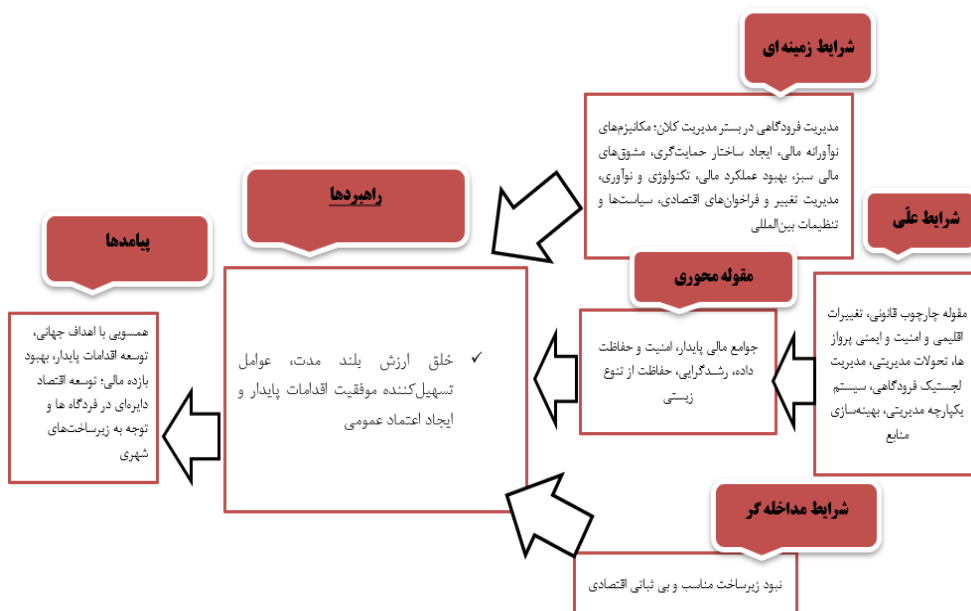 شرایط زمینه ای
مدیریت فرودگاهی در بستر مدیریت کلان؛ مکانیزم‌های
نوآورانه مالی، ایجاد ساختار حمایت‌گری، مشوق‌های
مالی سبز، بهبود عملکرد مالی، تکنولوژی و نوآوری،
مدیریت تغییر و فراخوان‌های اقتصادی، سیاست‌ها و
تنظیمات بین‌المللی
شرایط علّی
مقوله چارچوب قانونی، تغییرات
اقلیمی و امنیت و ایمنی پرواز
ها، تحولات مدیریتی، مدیریت
لجستیک فرودگاهی، سیستم
یکپارچه مدیریتی، بهینه‌سازی
منابع
مقوله محوری
جوامع مالی پایدار، امنیت و حفاظت
داده، رشدگرایی، حفاظت از تنوع
زیستی
راهبردها
✓ خلق ارزش بلند مدت، عوامل
تسهیل‌کننده موفقیت اقدامات پایدار و
ایجاد اعتماد عمومی
پیامدها
همسویی با اهداف جهانی،
توسعه اقدامات پایدار، بهبود
بازده مالی؛ توسعه اقتصاد
دایره‌ای در فردگاه ها و
توجه به زیرساخت‌های
شهری
شرایط مداخله گر
نبود زیرساخت مناسب و بی ثباتی اقتصادی